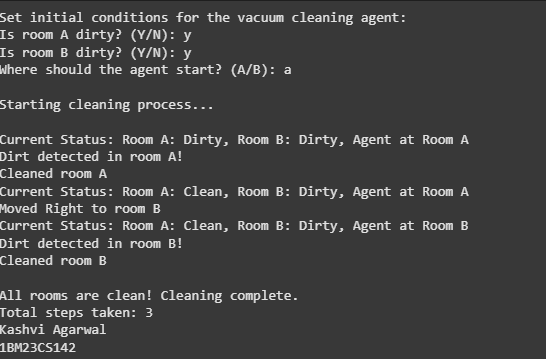 Set initial conditions for the vacuum cleaning agent:
Is room A dirty? (Y/N): y
Is room B dirty? (Y/N): y
Where should the agent start? (A/B): a
Starting cleaning process...
Current Status: Room A: Dirty, Room B: Dirty, Agent at Room A
Dirt detected in room A!
Cleaned room A
Current Status: Room A: Clean, Room B: Dirty, Agent at Room A
Moved Right to room B
Current Status: Room A: Clean, Room B: Dirty, Agent at Room B
Dirt detected in room B!
Cleaned room B
All rooms are clean! Cleaning complete.
Total steps taken: 3
Kashvi Agarwal
1BM23CS142